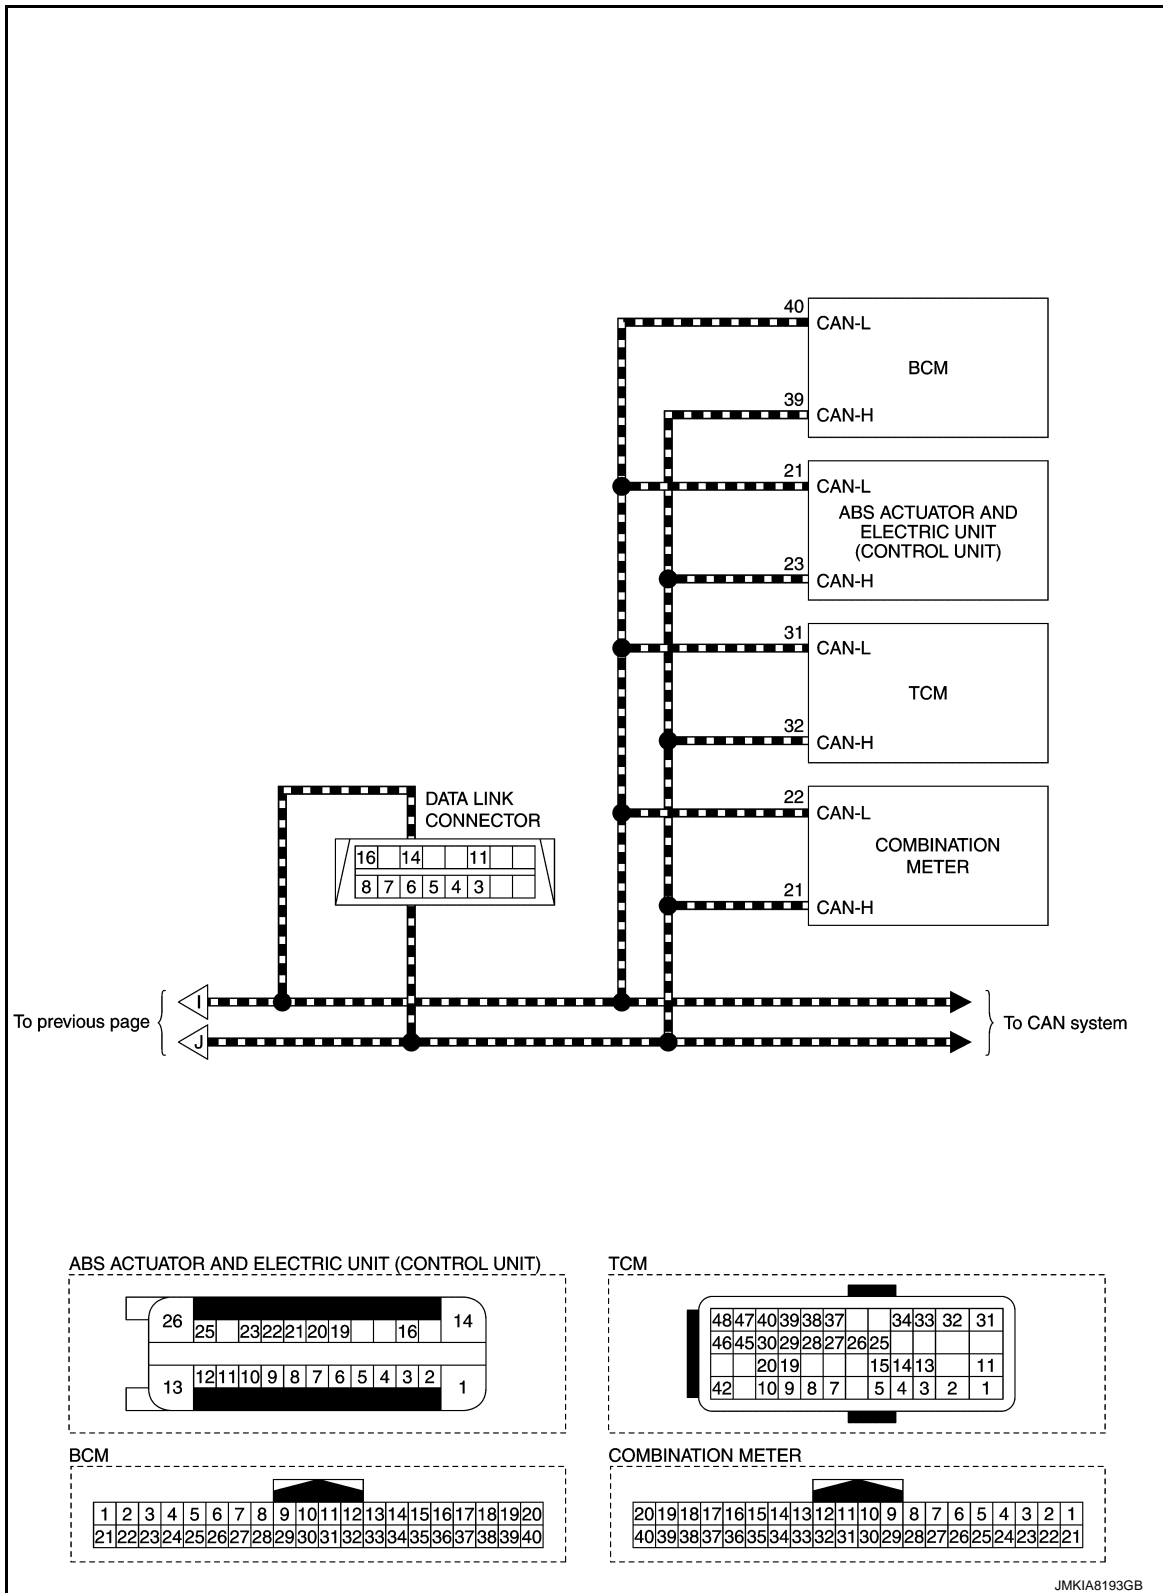 40
CAN-L
BCM
39
CAN-H
21
CAN-L
ABS ACTUATOR AND
ELECTRIC UNIT
(CONTROL UNIT)
23
CAN-H
31
CAN-L
TCM
32
CAN-H
22
CAN-L
COMBINATION
METER
21
CAN-H
DATA LINK
CONNECTOR
16 14 11
8 7 6 5 4 3
To previous page
I
J
To CAN system
ABS ACTUATOR AND ELECTRIC UNIT (CONTROL UNIT)
26 25 23 22 21 20 19 16 14
13 12 11 10 9 8 7 6 5 4 3 2 1
TCM
48 47 40 39 38 37 34 33 32 31
46 45 30 29 28 27 26 25
20 19 15 14 13 11
42 10 9 8 7 5 4 3 2 1
BCM
1 2 3 4 5 6 7 8 9 10 11 12 13 14 15 16 17 18 19 20
21 22 23 24 25 26 27 28 29 30 31 32 33 34 35 36 37 38 39 40
COMBINATION METER
20 19 18 17 16 15 14 13 12 11 10 9 8 7 6 5 4 3 2 1
40 39 38 37 36 35 34 33 32 31 30 29 28 27 26 25 24 23 22 21
JMKIA8193GB